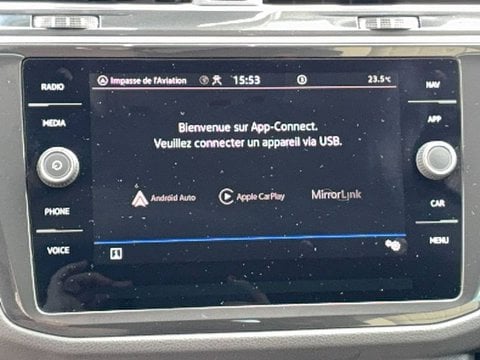 RADIO
MEDIA
PHONE
VOICE
Impasse de l'Aviation
15:53
23.5°C
Bienvenue sur App-Connect.
Veuillez connecter un appareil via USB.
Android Auto
Apple CarPlay
MirrorLink
NAV
APP
CAR
MENU